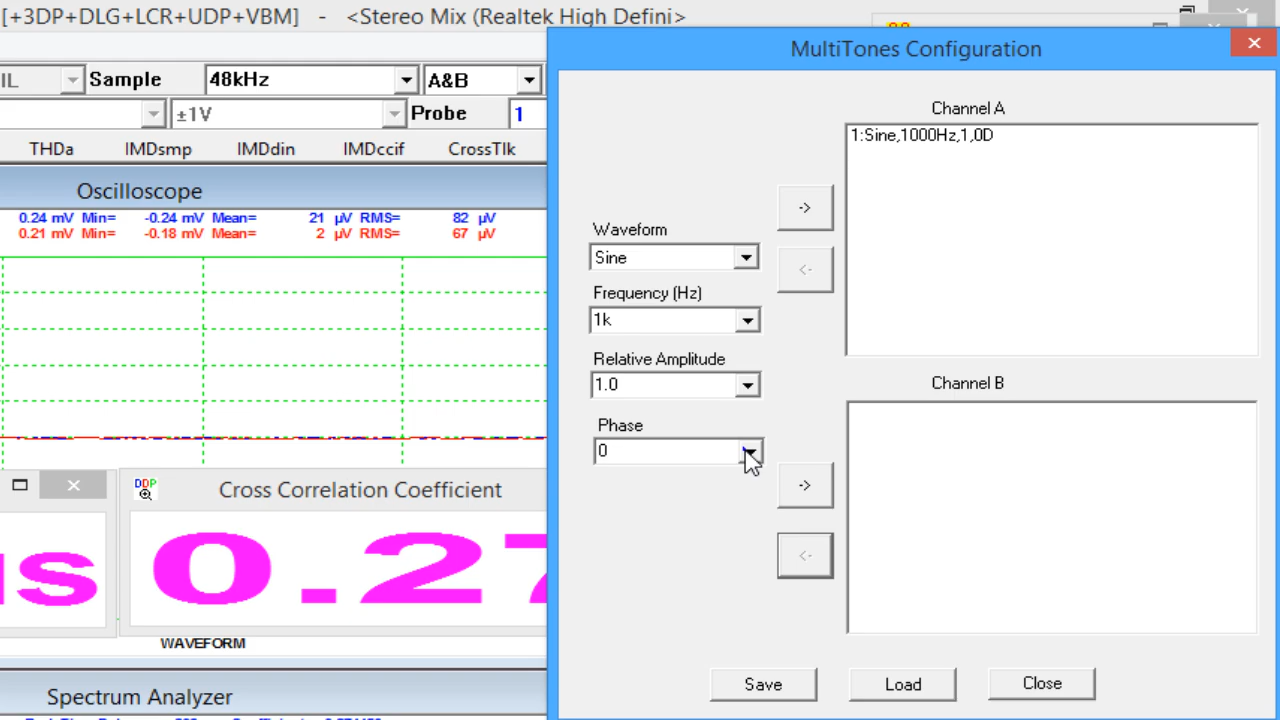 [+3DP+DLG+LCR+UDP+VBM] - <Stereo Mix (Realtek High Defini>
MultiTones Configuration
IL Sample 48kHz A&B
±1V Probe 1
THDa IMDsmp IMDdin IMDccif CrossTlk
Oscilloscope
0.24 mV Min= -0.24 mV Mean= 21 µV RMS= 82 µV
0.21 mV Min= -0.18 mV Mean= 2 µV RMS= 67 µV
Channel A
1:Sine,1000Hz,1,0D
->
<-
Waveform
Sine
Frequency (Hz)
1k
Relative Amplitude
1.0
Phase
0
Channel B
->
<-
Save Load Close
DDP
Cross Correlation Coefficient
s 0.27
WAVEFORM
Spectrum Analyzer